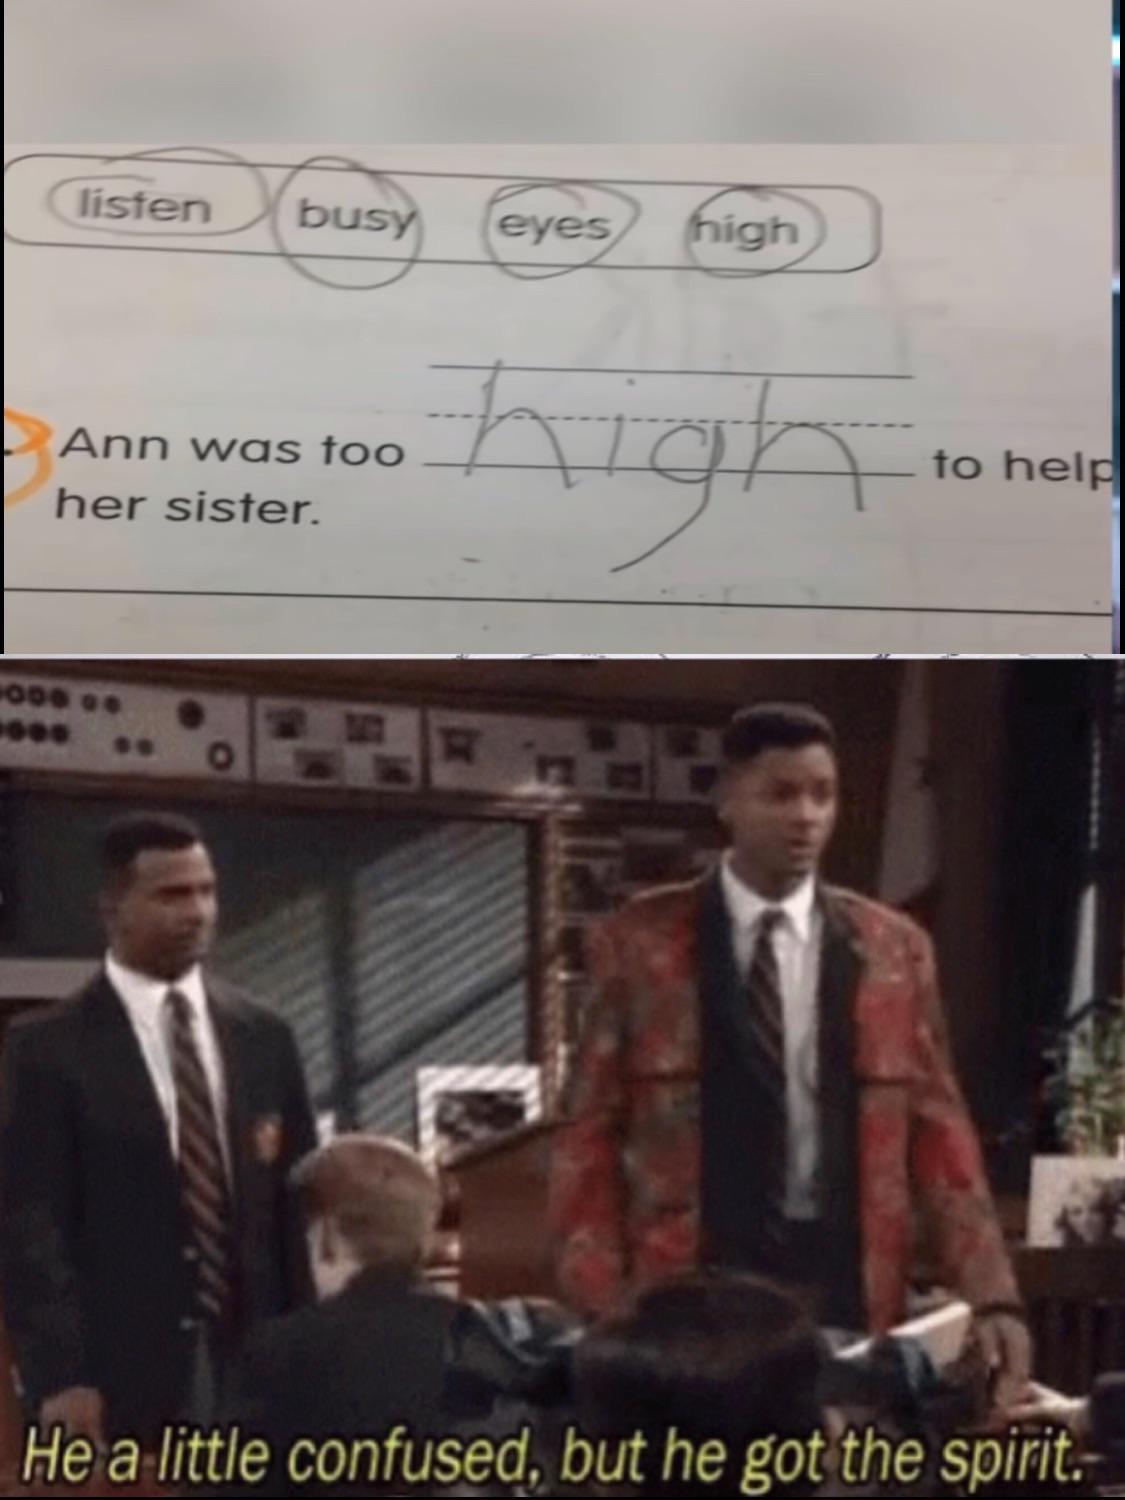 listen busy eyes high
Ann was too high to help
her sister.
He a little confused, but he got the spirit.